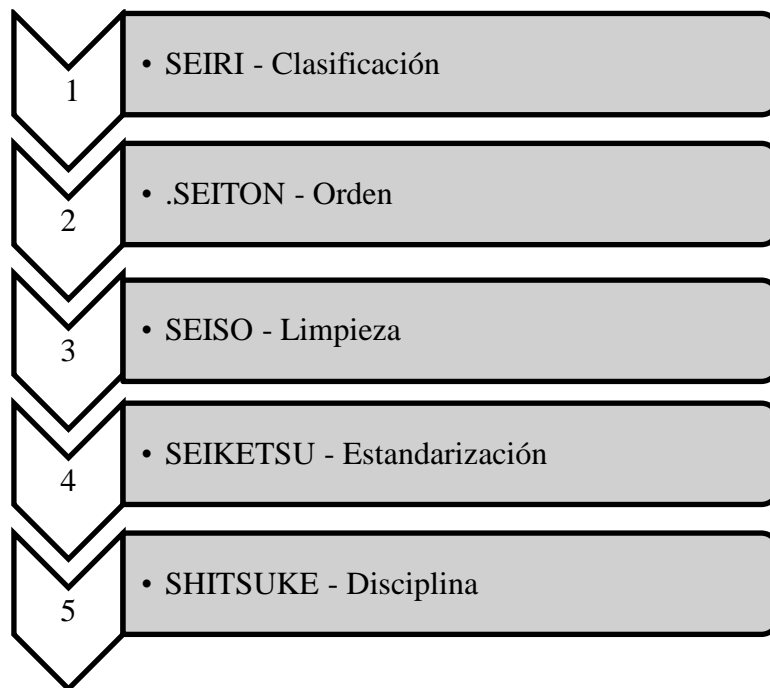 1
• SEIRI - Clasificación
2
• .SEITON - Orden
3
• SEISO - Limpieza
4
• SEIKETSU - Estandarización
5
• SHITSUKE - Disciplina